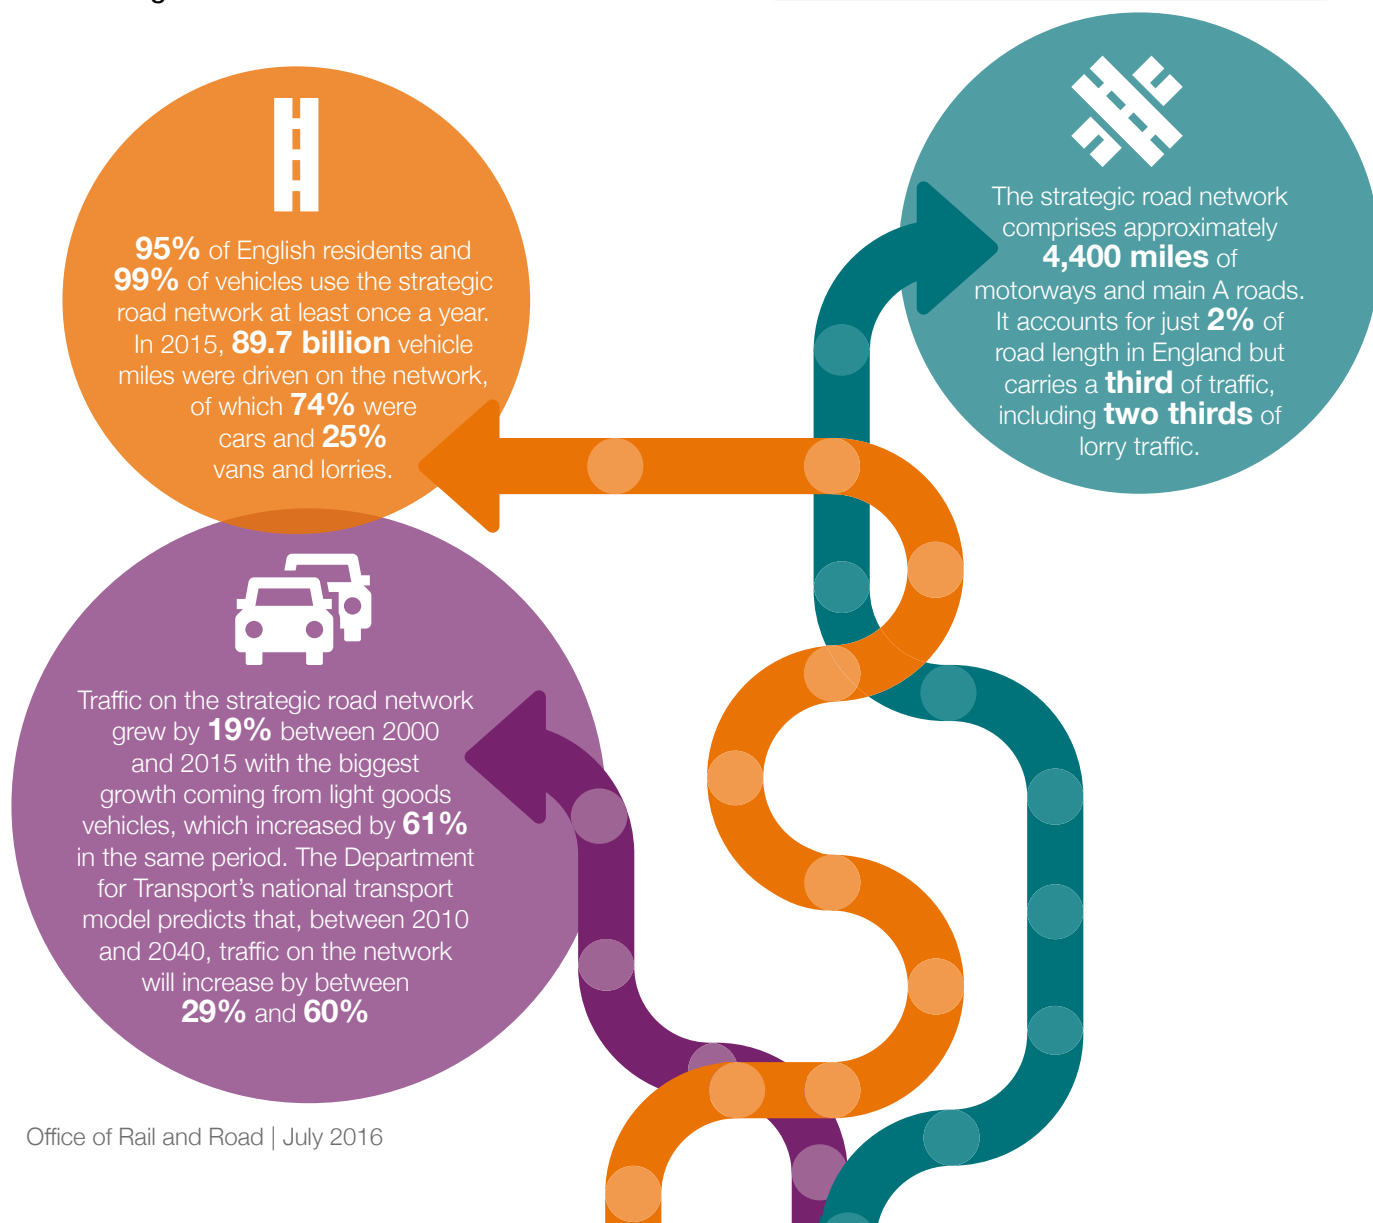 95% of English residents and
99% of vehicles use the strategic
road network at least once a year.
In 2015, 89.7 billion vehicle
miles were driven on the network,
of which 74% were
cars and 25%
vans and lorries.
The strategic road network
comprises approximately
4,400 miles of
motorways and main A roads.
It accounts for just 2% of
road length in England but
carries a third of traffic,
including two thirds of
lorry traffic.
Traffic on the strategic road network
grew by 19% between 2000
and 2015 with the biggest
growth coming from light goods
vehicles, which increased by 61%
in the same period. The Department
for Transport’s national transport
model predicts that, between 2010
and 2040, traffic on the network
will increase by between
29% and 60%
Office of Rail and Road | July 2016